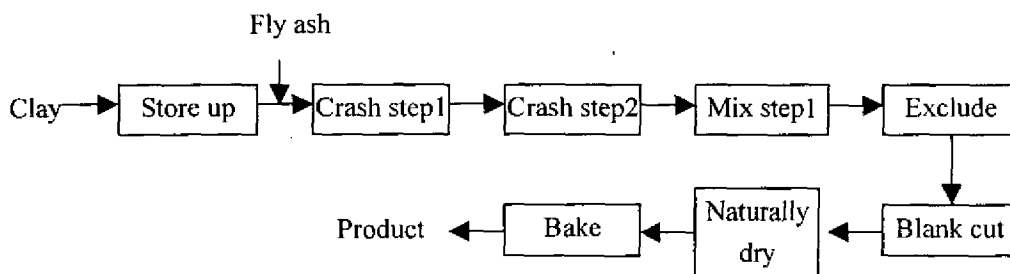 Fly ash
Clay
Store up
Crash step1
Crash step2
Mix step1
Exclude
Blank cut
Naturally
dry
Bake
Product